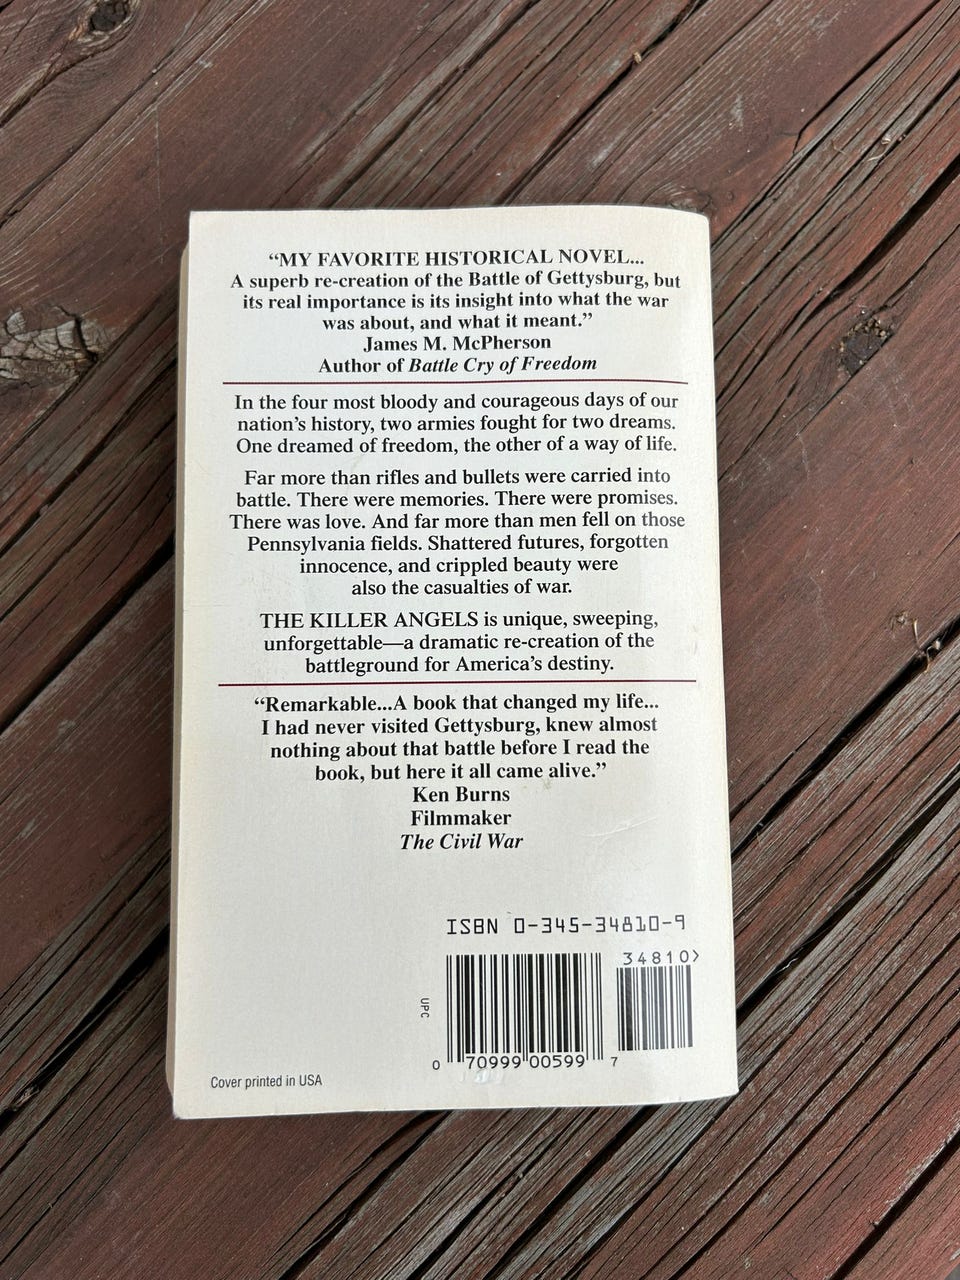 “MY FAVORITE HISTORICAL NOVEL...
A superb re-creation of the Battle of Gettysburg, but
its real importance is its insight into what the war
was about, and what it meant.”
James M. McPherson
Author of Battle Cry of Freedom
In the four most bloody and courageous days of our
nation’s history, two armies fought for two dreams.
One dreamed of freedom, the other of a way of life.
Far more than rifles and bullets were carried into
battle. There were memories. There were promises.
There was love. And far more than men fell on those
Pennsylvania fields. Shattered futures, forgotten
innocence, and crippled beauty were
also the casualties of war.
THE KILLER ANGELS is unique, sweeping,
unforgettable—a dramatic re-creation of the
battleground for America’s destiny.
“Remarkable...A book that changed my life...
I had never visited Gettysburg, knew almost
nothing about that battle before I read the
book, but here it all came alive.”
Ken Burns
Filmmaker
The Civil War
ISBN 0-345-34810-9
34810>
UPC
0 70999 00599 7
Cover printed in USA